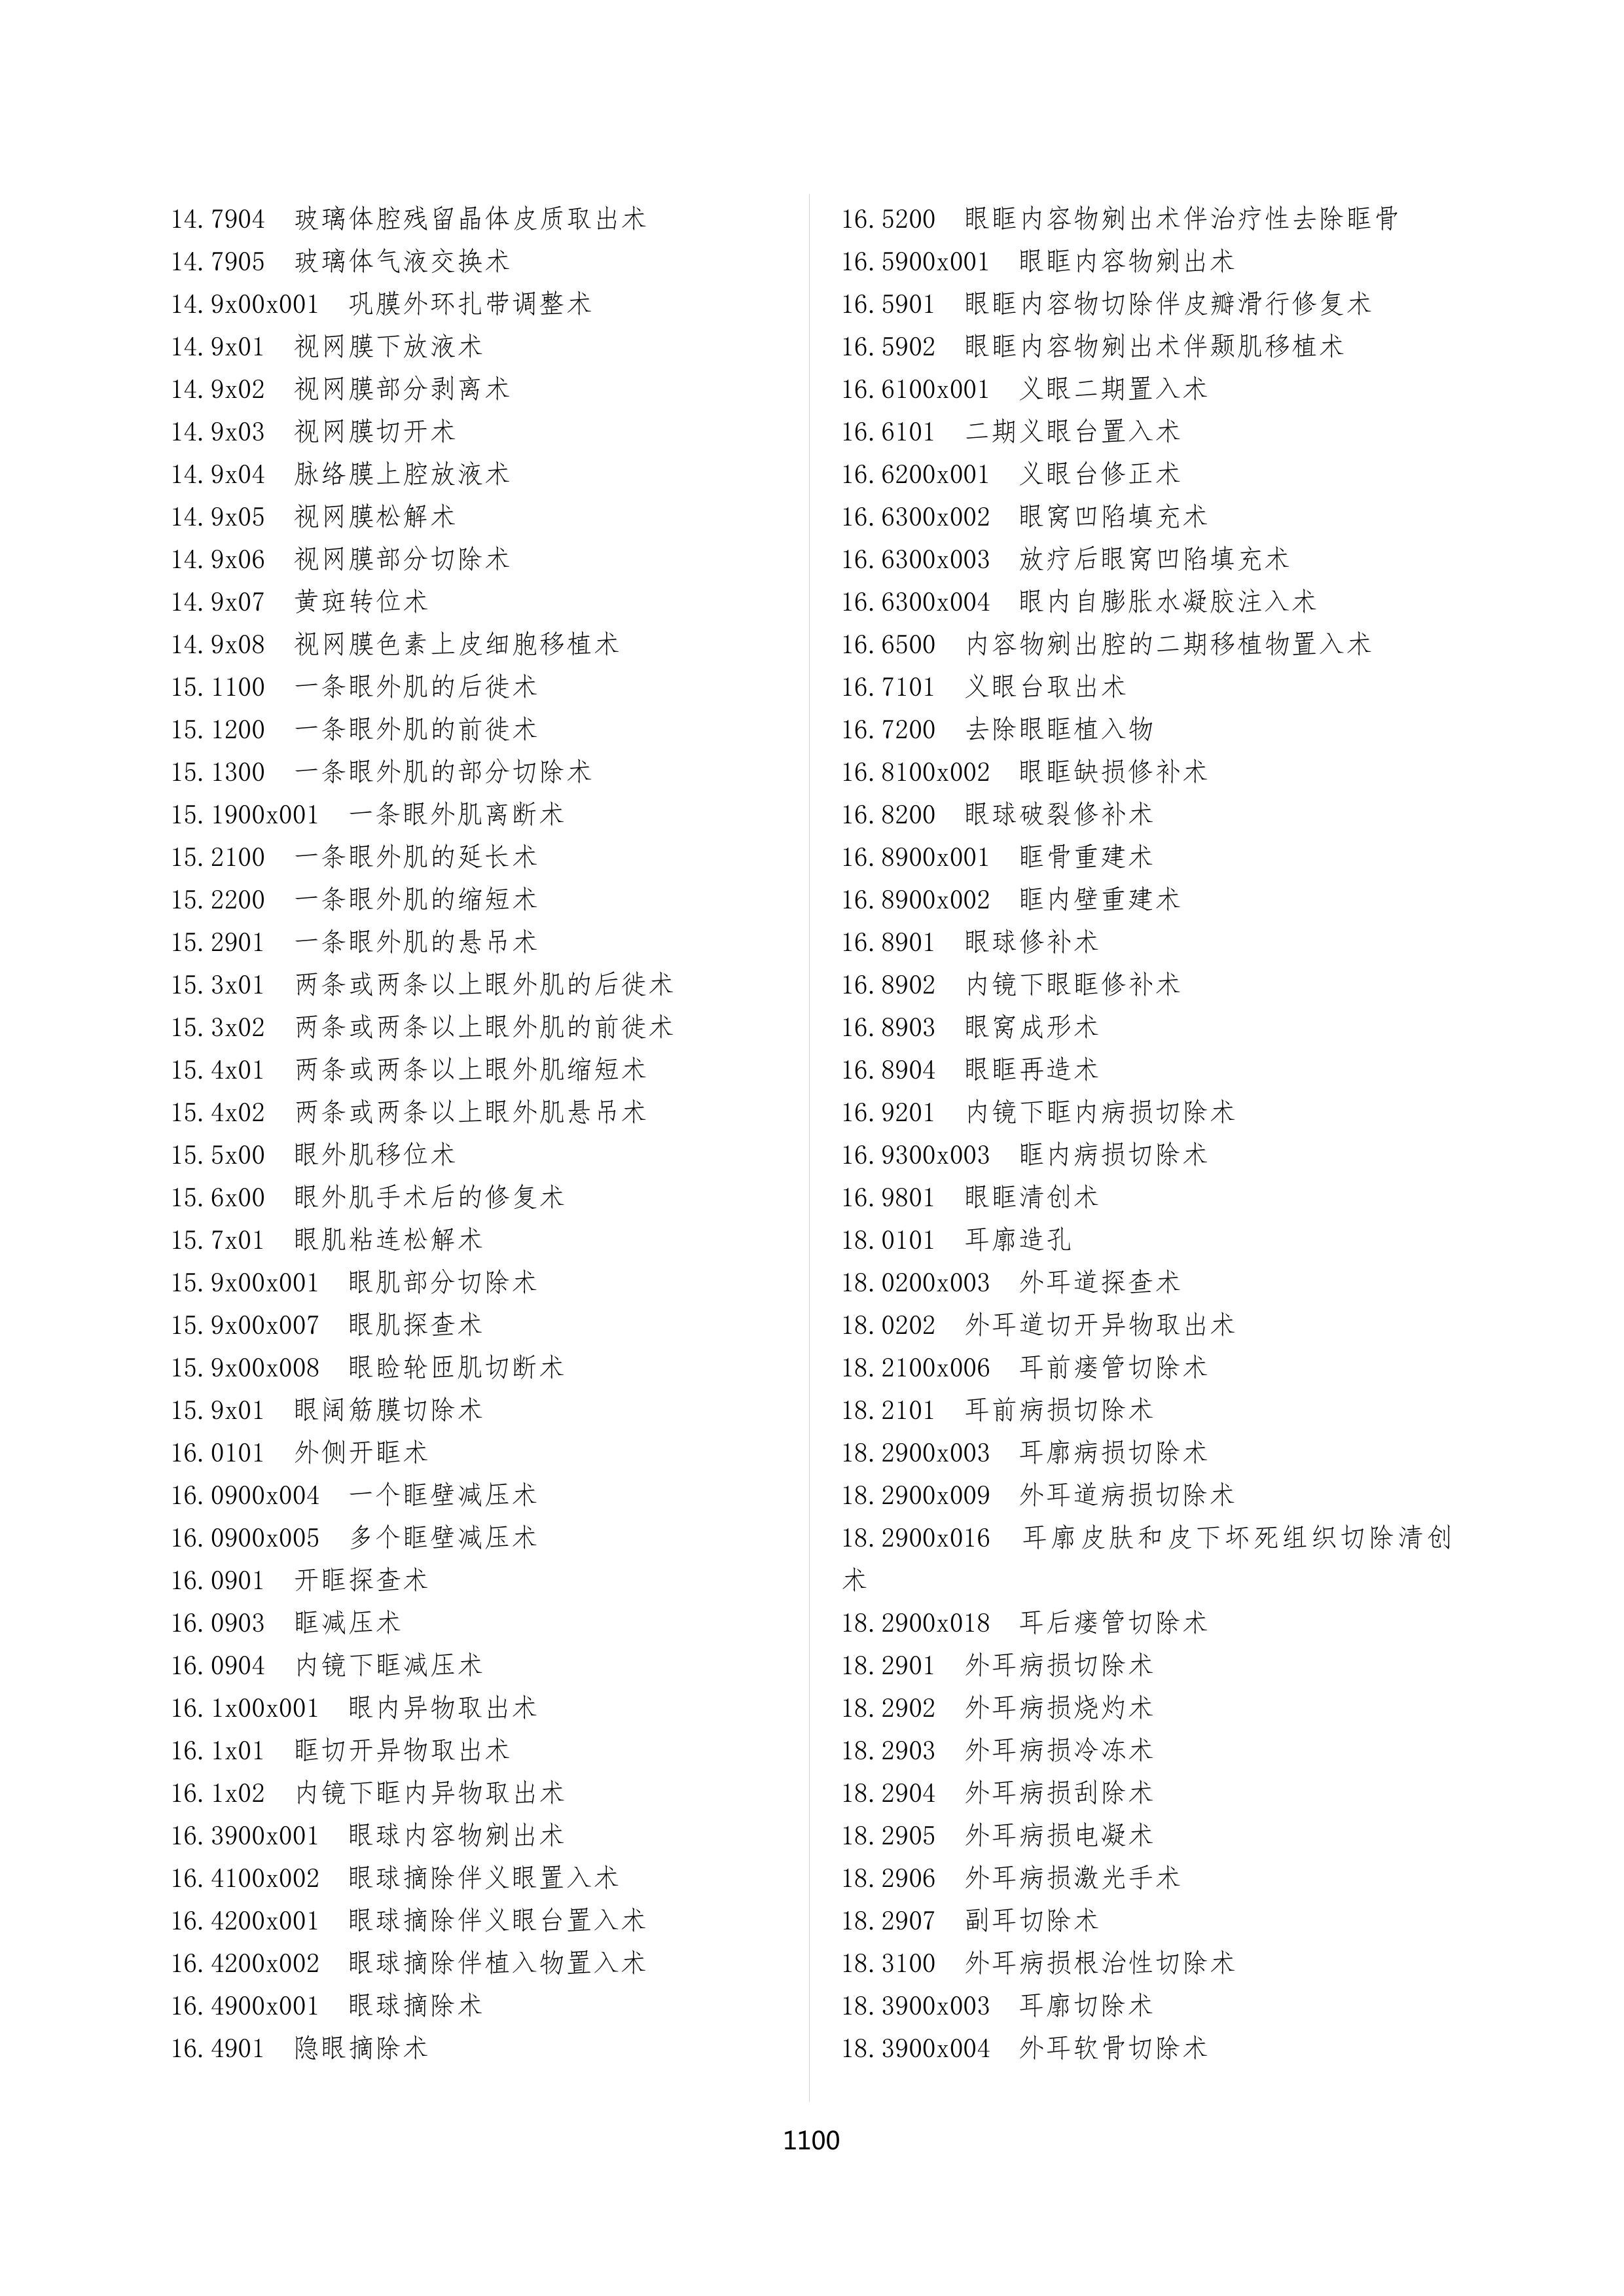 14.7904 玻璃体腔残留晶体皮质取出术
14.7905 玻璃体气液交换术
14.9x00x001 巩膜外环扎带调整术
14.9x01 视网膜下放液术
14.9x02 视网膜部分剥离术
14.9x03 视网膜切开术
14.9x04 脉络膜上腔放液术
14.9x05 视网膜松解术
14.9x06 视网膜部分切除术
14.9x07 黄斑转位术
14.9x08 视网膜色素上皮细胞移植术
15.1100 一条眼外肌的后徙术
15.1200 一条眼外肌的前徙术
15.1300 一条眼外肌的部分切除术
15.1900x001 一条眼外肌离断术
15.2100 一条眼外肌的延长术
15.2200 一条眼外肌的缩短术
15.2901 一条眼外肌的悬吊术
15.3x01 两条或两条以上眼外肌的后徙术
15.3x02 两条或两条以上眼外肌的前徙术
15.4x01 两条或两条以上眼外肌缩短术
15.4x02 两条或两条以上眼外肌悬吊术
15.5x00 眼外肌移位术
15.6x00 眼外肌手术后的修复术
15.7x01 眼肌粘连松解术
15.9x00x001 眼肌部分切除术
15.9x00x007 眼肌探查术
15.9x00x008 眼睑轮匝肌切断术
15.9x01 眼阔筋膜切除术
16.0101 外侧开眶术
16.0900x004 一个眶壁减压术
16.0900x005 多个眶壁减压术
16.0901 开眶探查术
16.0903 眶减压术
16.0904 内镜下眶减压术
16.1x00x001 眼内异物取出术
16.1x01 眶切开异物取出术
16.1x02 内镜下眶内异物取出术
16.3900x001 眼球内容物剜出术
16.4100x002 眼球摘除伴义眼置入术
16.4200x001 眼球摘除伴义眼台置入术
16.4200x002 眼球摘除伴植入物置入术
16.4900x001 眼球摘除术
16.4901 隐眼摘除术
16.5200 眼眶内容物剜出术伴治疗性去除眶骨
16.5900x001 眼眶内容物剜出术
16.5901 眼眶内容物切除伴皮瓣滑行修复术
16.5902 眼眶内容物剜出术伴颞肌移植术
16.6100x001 义眼二期置入术
16.6101 二期义眼台置入术
16.6200x001 义眼台修正术
16.6300x002 眼窝凹陷填充术
16.6300x003 放疗后眼窝凹陷填充术
16.6300x004 眼内自膨胀水凝胶注入术
16.6500 内容物剜出腔的二期移植物置入术
16.7101 义眼台取出术
16.7200 去除眼眶植入物
16.8100x002 眼眶缺损修补术
16.8200 眼球破裂修补术
16.8900x001 眶骨重建术
16.8900x002 眶内壁重建术
16.8901 眼球修补术
16.8902 内镜下眼眶修补术
16.8903 眼窝成形术
16.8904 眼眶再造术
16.9201 内镜下眶内病损切除术
16.9300x003 眶内病损切除术
16.9801 眼眶清创术
18.0101 耳廓造孔
18.0200x003 外耳道探查术
18.0202 外耳道切开异物取出术
18.2100x006 耳前瘘管切除术
18.2101 耳前病损切除术
18.2900x003 耳廓病损切除术
18.2900x009 外耳道病损切除术
18.2900x016 耳廓皮肤和皮下坏死组织切除清创
术
18.2900x018 耳后瘘管切除术
18.2901 外耳病损切除术
18.2902 外耳病损烧灼术
18.2903 外耳病损冷冻术
18.2904 外耳病损刮除术
18.2905 外耳病损电凝术
18.2906 外耳病损激光手术
18.2907 副耳切除术
18.3100 外耳病损根治性切除术
18.3900x003 耳廓切除术
18.3900x004 外耳软骨切除术
1100